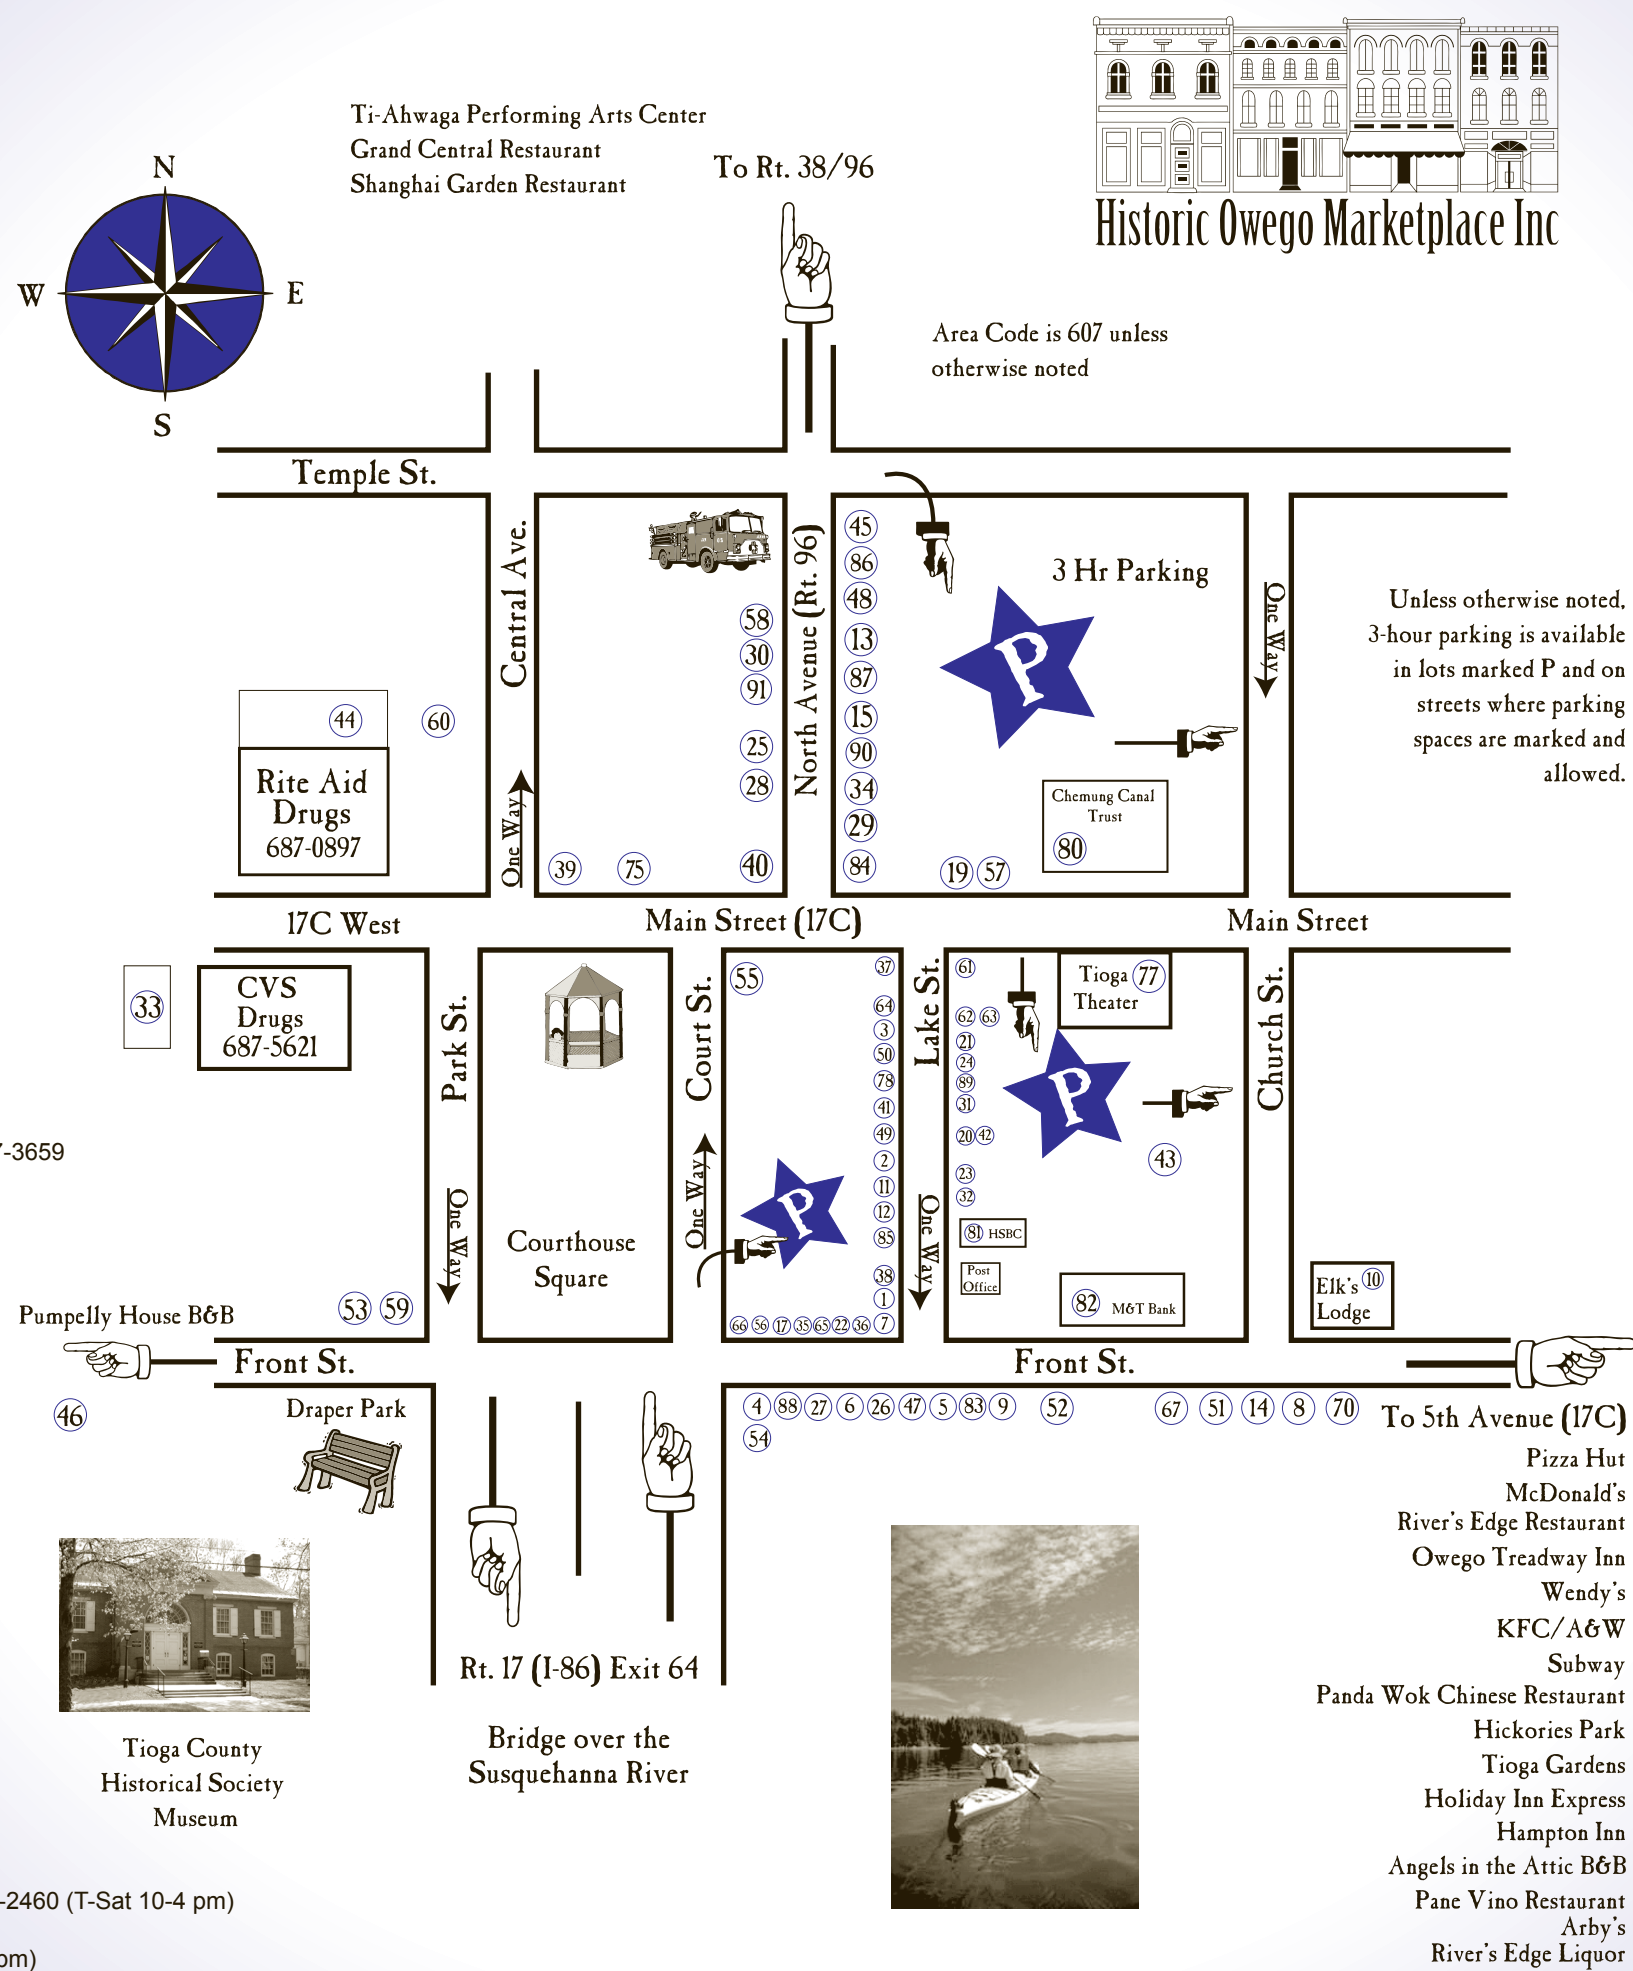 Historic Owego Marketplace Inc
Ti-Ahwaga Performing Arts Center
Grand Central Restaurant
Shanghai Garden Restaurant
To Rt. 38/96
N
W
E
S
Area Code is 607 unless
otherwise noted
Temple St.
Central Ave.
One Way
North Avenue (Rt. 96)
58
30
91
25
28
40
39
75
45
86
48
13
87
15
90
34
29
84
19
57
3 Hr Parking
P
Chemung Canal
Trust
80
One Way
Unless otherwise noted,
3-hour parking is available
in lots marked P and on
streets where parking
spaces are marked and
allowed.
44
60
Rite Aid
Drugs
687-0897
17C West
Main Street (17C)
Main Street
33
CVS
Drugs
687-5621
Park St.
One Way
Courthouse
Square
Court St.
One Way
55
P
37
64
3
50
78
41
49
2
11
12
85
38
1
66
56
17
35
65
22
36
7
Lake St.
One Way
61
62
63
21
24
89
31
20
42
23
32
81 HSBC
Post
Office
Tioga 77
Theater
P
43
82 M&T Bank
Church St.
Elk's 10
Lodge
7-3659
53
59
Pumpelly House B&B
Front St.
Front St.
46
Draper Park
4
88
27
6
26
47
5
83
9
52
67
51
14
8
70
54
To 5th Avenue (17C)
Pizza Hut
McDonald's
River's Edge Restaurant
Owego Treadway Inn
Wendy's
KFC/A&W
Subway
Panda Wok Chinese Restaurant
Hickories Park
Tioga Gardens
Holiday Inn Express
Hampton Inn
Angels in the Attic B&B
Pane Vino Restaurant
Arby's
River's Edge Liquor
Rt. 17 (I-86) Exit 64
Bridge over the
Susquehanna River
Tioga County
Historical Society
Museum
-2460 (T-Sat 10-4 pm)
pm)